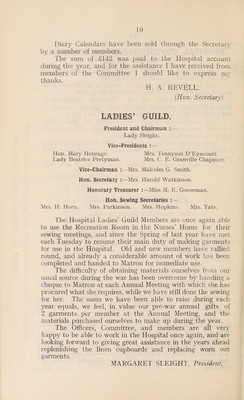 19
Diary Calendars have been sold through the Secretary
by a number of members.
The sum of £142 was paid to the Hospital account
during the year, and for the assistance I have received from
members of the Committee I should like to express my
thanks.
H. A. REVELL,
(Hon. Secretary)
LADIES' GUILD.
President and Chairman :—
Lady Sleight.
Vice-Presidents :—
Hon. Mary Heneage. Mrs. Tennyson D'Eyncourt
Lady Beatrice Pretyman. Mrs. C. E. Granville Chapman.
Vice-Chairman :—Mrs. Malcolm G. Smith.
Hon. Secretary :—Mrs. Harold Watkinson.
Honorary Treasurer :—Miss M. E. Gooseman.
Hon. Sewing Secretaries :—
Mrs. H. Horn. Mrs. Parkinson. Mrs. Hopkins. Mrs. Tate.
The Hospital Ladies' Guild Members are once again able
to use the Recreation Room in the Nurses' Home for their
sewing meetings, and since the Spring of last year have met
each Tuesday to resume their main duty of making garments
for use in the Hospital. Old and new members have rallied
round, and already a considerable amount of work has been
completed and handed to Matron for immediate use.
The difficulty of obtaining materials ourselves from our
usual source during the war has been overcome by handing a
cheque to Matron at each Annual Meeting with which she has
procured what she requires, while we have still done the sewing
for her. The sums we have been able to raise during each
year equals, we feel, in value our pre-war annual gifts of
2 garments per member at the Annual Meeting, and the
materials purchased ourselves to make up during the year.
The Officers, Committee, and members are all very
happy to be able to work in the Hospital once again, and are
looking forward to giving great assistance in the years ahead
replenishing the linen cupboards and replacing worn out
garments.
MARGARET SLEIGHT, President,